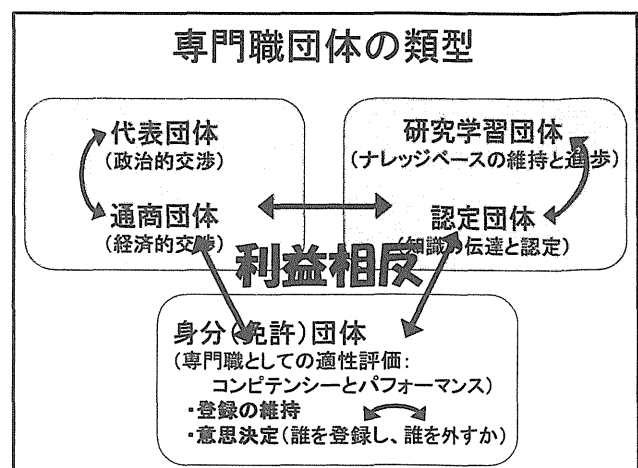 専門職団体の類型
代表団体
(政治的交渉)
通商団体
(経済的交渉)
研究学習団体
(ナレッジベースの維持と進歩)
認定団体
(知識の伝達と認定)
利益相反
身分(免許)団体
(専門職としての適性評価:
コンピテンシーとパフォーマンス)
・登録の維持
・意思決定(誰を登録し、誰を外すか)